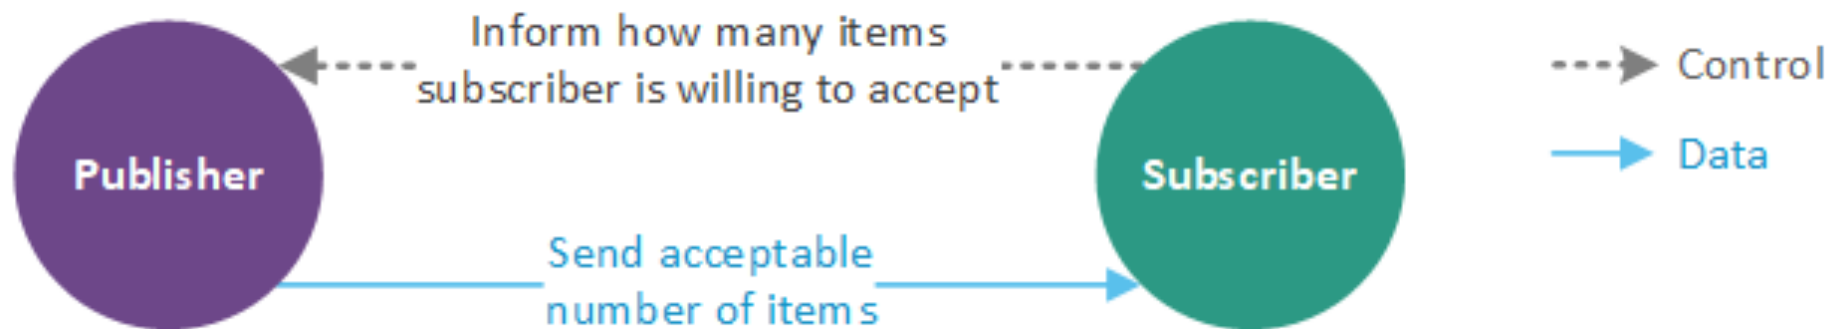 Inform how many items
subscriber is willing to accept
Control
Publisher
Subscriber
Data
Send acceptable
number of items